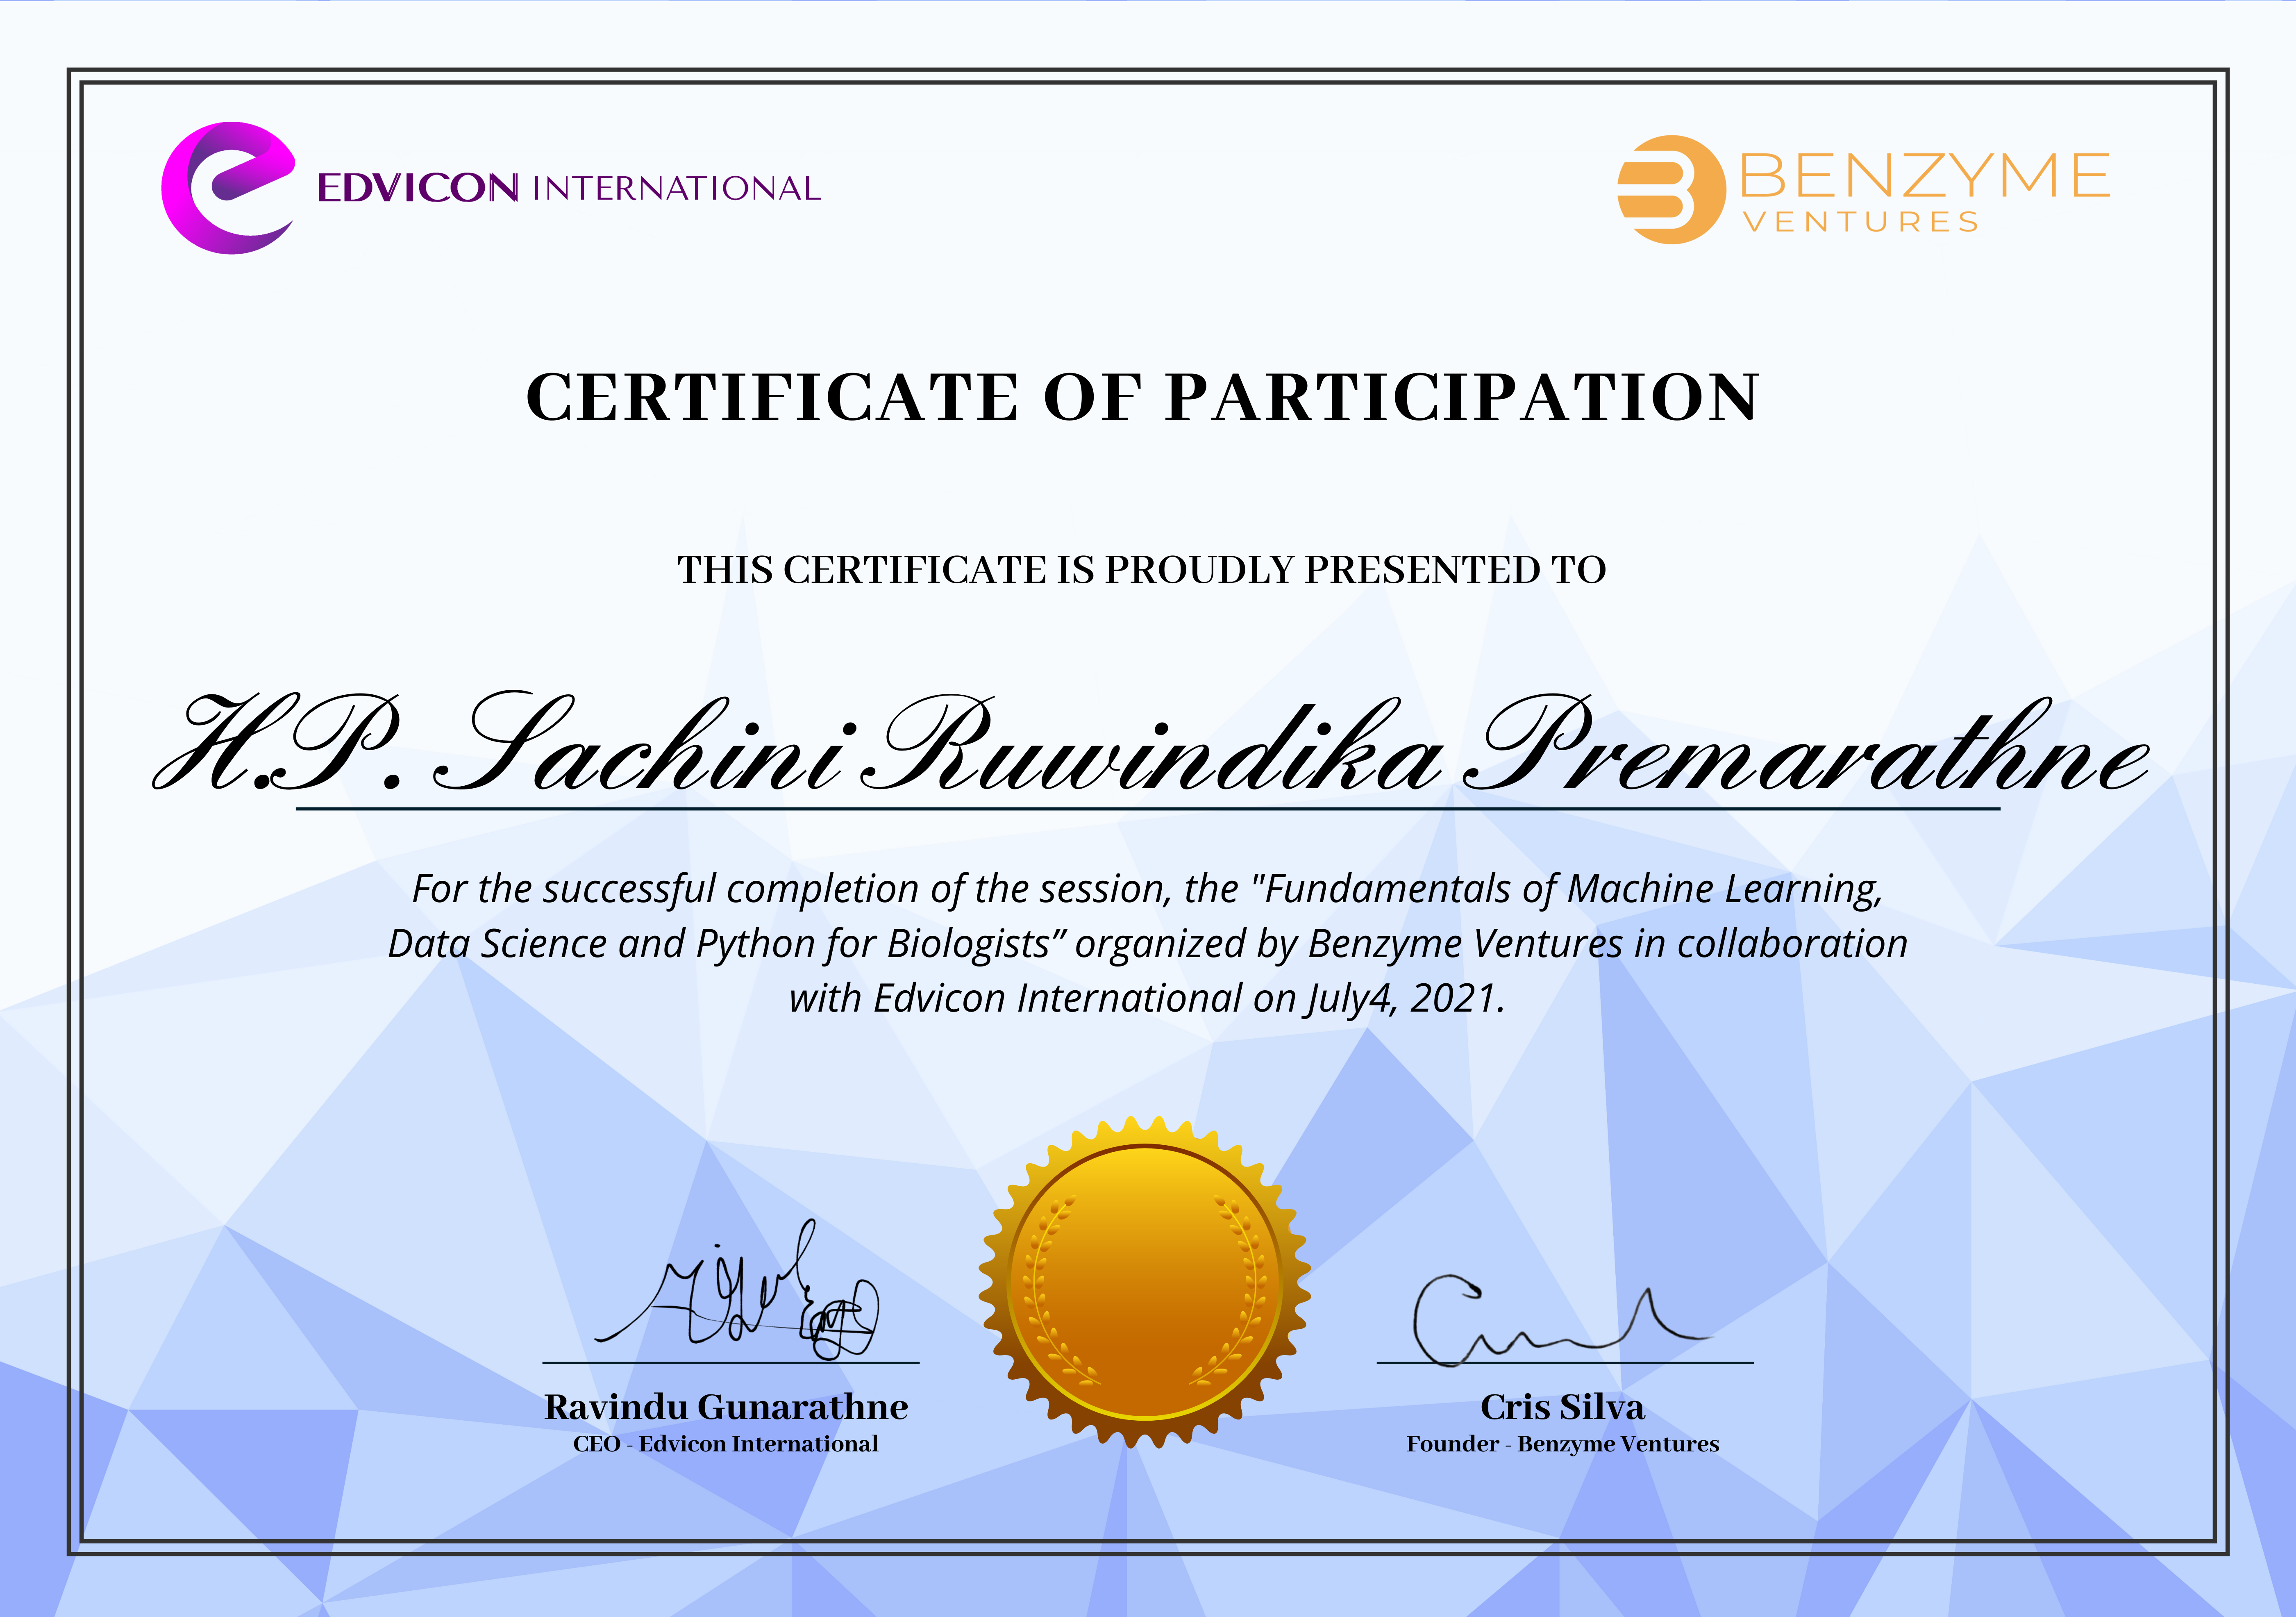 EDVICON INTERNATIONAL
BENZYME
VENTURES
CERTIFICATE OF PARTICIPATION
THIS CERTIFICATE IS PROUDLY PRESENTED TO
H.P. Sachini Ruwindika Premarathne
For the successful completion of the session, the "Fundamentals of Machine Learning,
Data Science and Python for Biologists” organized by Benzyme Ventures in collaboration
with Edvicon International on July4, 2021.
Ravindu Gunarathne
CEO - Edvicon International
Cris Silva
Founder - Benzyme Ventures